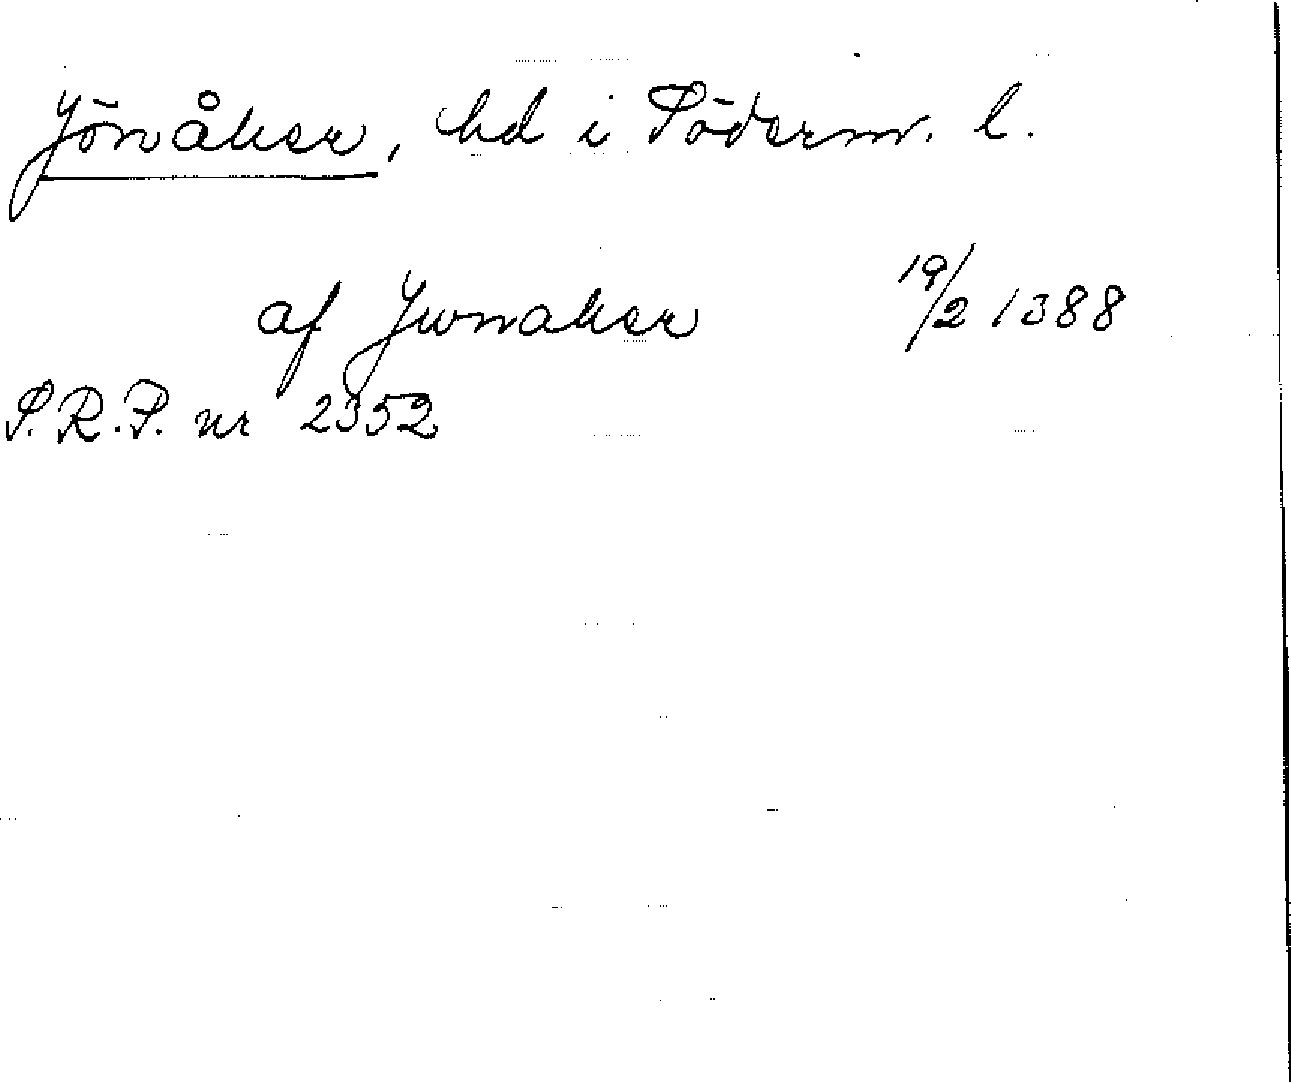 Jönåker, hd i Söderm. l.
af Jwnaker 19/2 1388
S.R.P. nr 2352